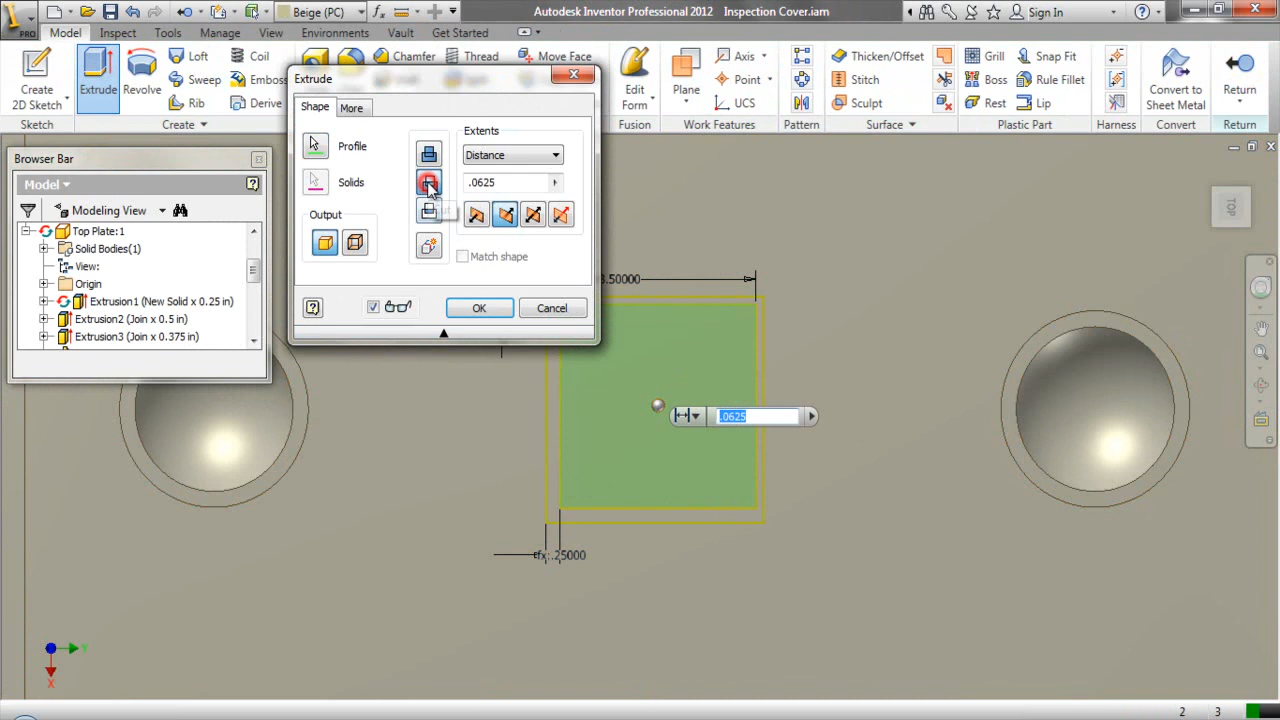 PRO
Beige (PC)
Autodesk Inventor Professional 2012 Inspection Cover.iam
Sign In
Model Inspect Tools Manage View Environments Vault Get Started
Create
2D Sketch
Extrude
Revolve
Loft
Sweep
Rib
Coil
Emboss
Derive
Chamfer
Thread
Move Face
Edit
Form
Plane
Axis
Point
UCS
Thicken/Offset
Stitch
Sculpt
Grill
Boss
Rest
Snap Fit
Rule Fillet
Lip
Convert to
Sheet Metal
Return
Sketch Create Fusion Work Features Pattern Surface Plastic Part Harness Convert Return
Browser Bar
Model
Modeling View
Top Plate:1
Solid Bodies(1)
View:
Origin
Extrusion1 (New Solid x 0.25 in)
Extrusion2 (Join x 0.5 in)
Extrusion3 (Join x 0.375 in)
Extrude
Shape More
Profile
Solids
Output
Extents
Distance
.0625
Match shape
OK Cancel
TOP
3.50000
.0625
fx:.25000
Y
X
2 3